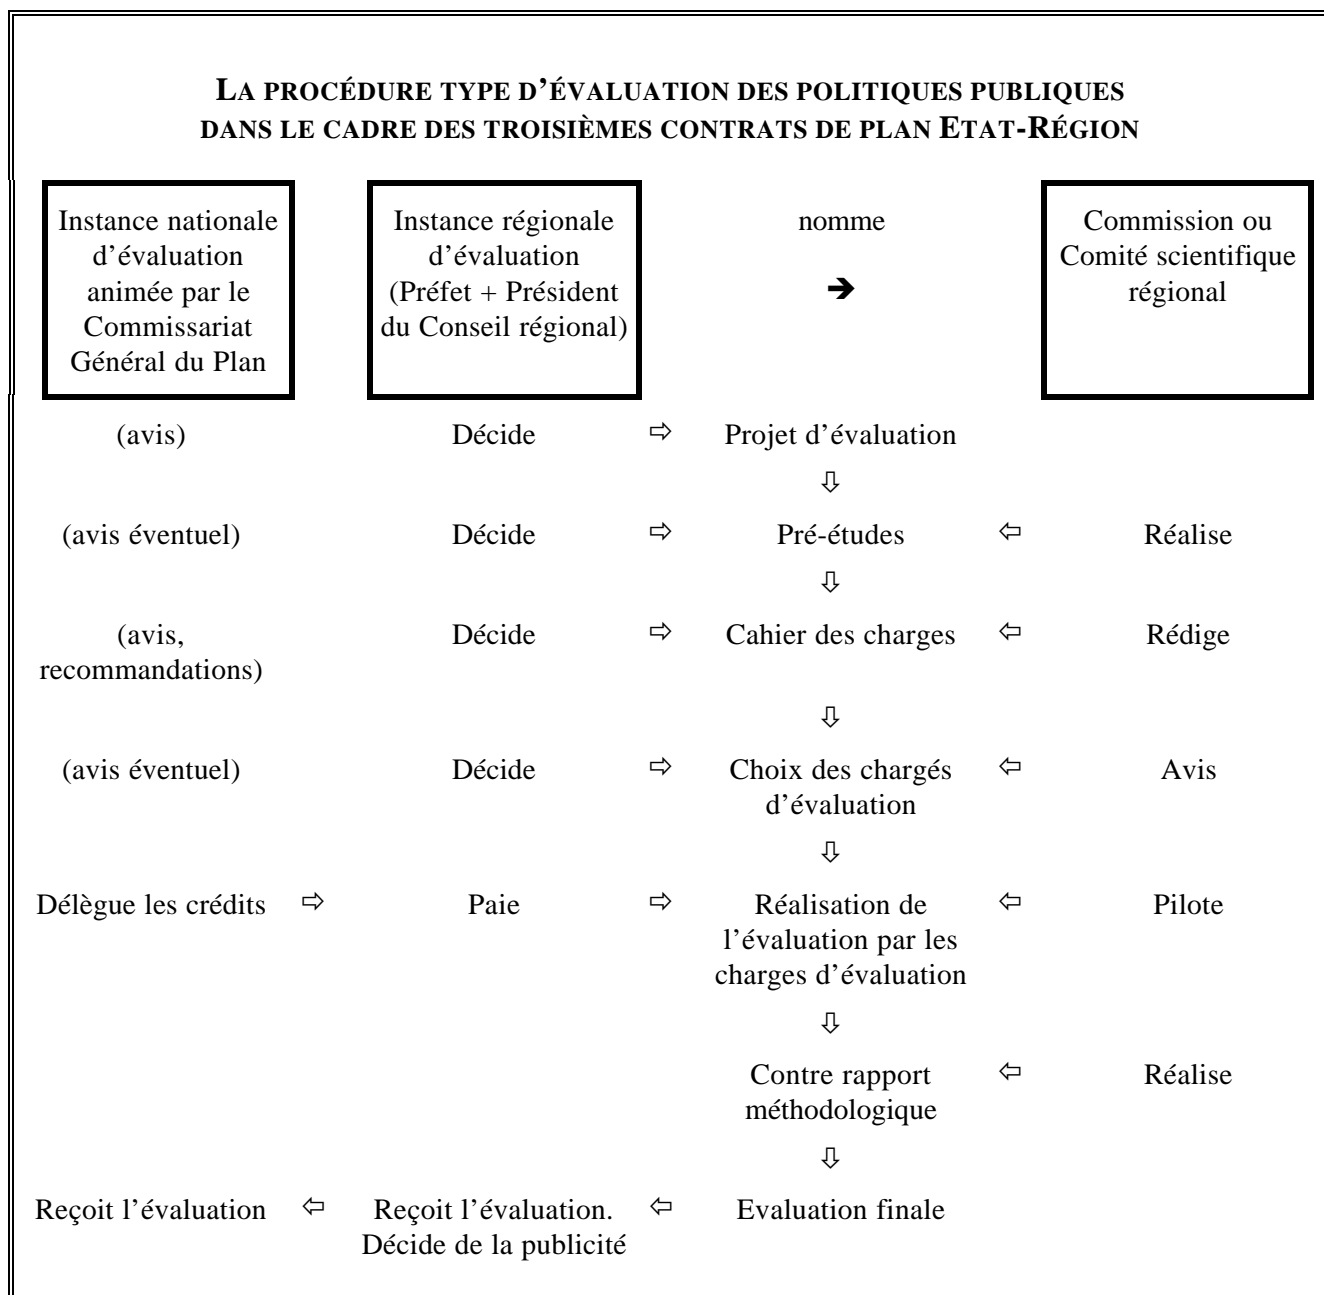 LA PROCÉDURE TYPE D’ÉVALUATION DES POLITIQUES PUBLIQUES
DANS LE CADRE DES TROISIÈMES CONTRATS DE PLAN ETAT-RÉGION
Instance nationale
d’évaluation
animée par le
Commissariat
Général du Plan
Instance régionale
d’évaluation
(Préfet + Président
du Conseil régional)
nomme
➔
Commission ou
Comité scientifique
régional
(avis) Décide ⇨ Projet d’évaluation
⇩
(avis éventuel) Décide ⇨ Pré-études ⇦ Réalise
⇩
(avis, Décide ⇨ Cahier des charges ⇦ Rédige
recommandations)
⇩
(avis éventuel) Décide ⇨ Choix des chargés ⇦ Avis
d’évaluation
⇩
Délègue les crédits ⇨ Paie ⇨ Réalisation de ⇦ Pilote
l’évaluation par les
charges d’évaluation
⇩
Contre rapport ⇦ Réalise
méthodologique
⇩
Reçoit l’évaluation ⇦ Reçoit l’évaluation. ⇦ Evaluation finale
Décide de la publicité